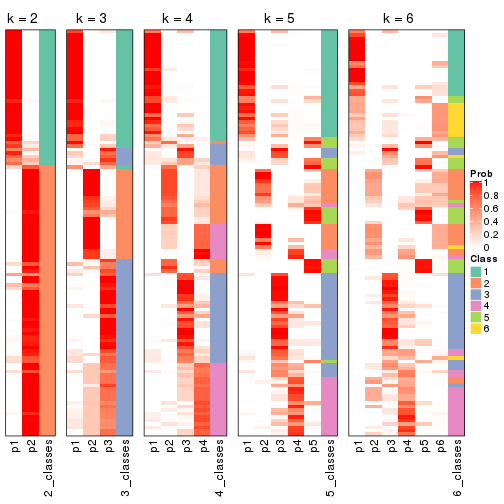 k = 2
k = 3
k = 4
k = 5
k = 6
p1
p2
2_classes
p1
p2
p3
3_classes
p1
p2
p3
p4
4_classes
p1
p2
p3
p4
p5
5_classes
p1
p2
p3
p4
p5
p6
6_classes
Prob
1
0.8
0.6
0.4
0.2
0
Class
1
2
3
4
5
6